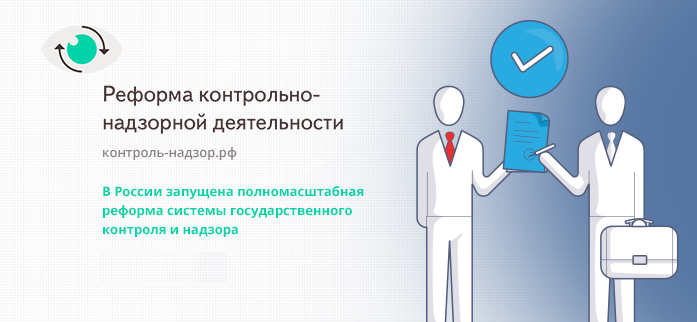 Реформа контрольно-
надзорной деятельности
контроль-надзор.рф
В России запущена полномасштабная
реформа системы государственного
контроля и надзора